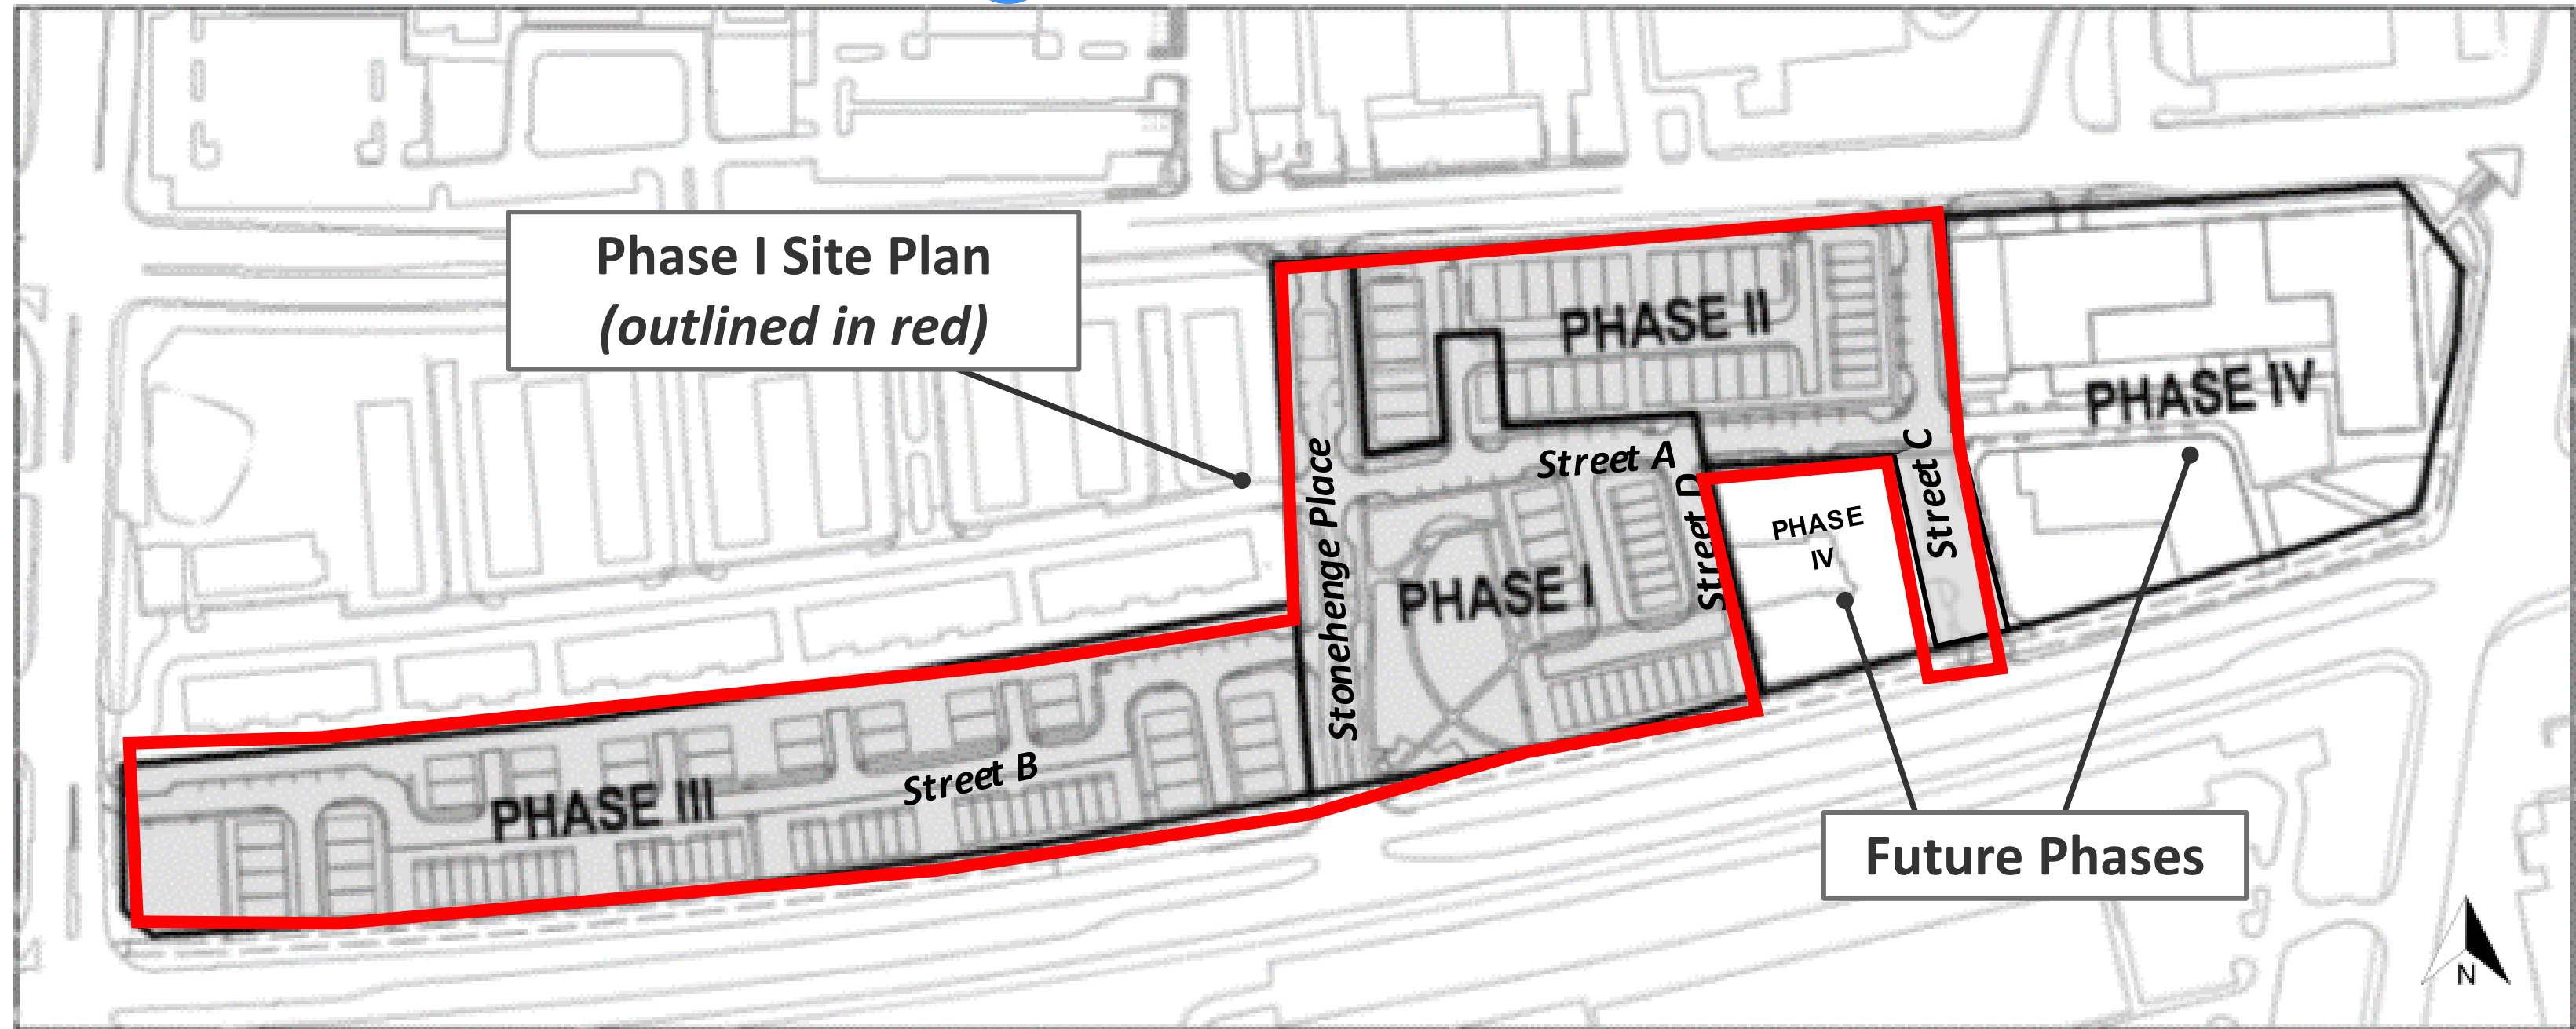 Phase I Site Plan
(outlined in red)
PHASE II
PHASE IV
Street A
Street C
Stonehenge Place
Street D
PHASE
IV
PHASE I
Street B
PHASE III
Future Phases
N